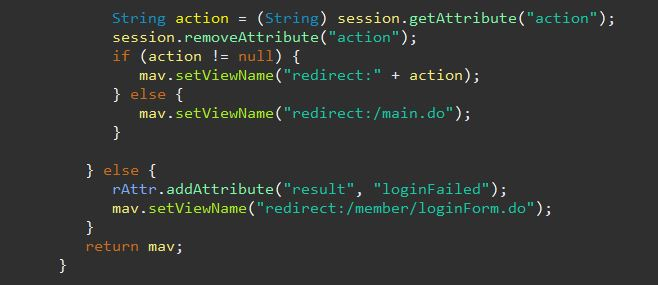 String action = (String) session.getAttribute("action");
session.removeAttribute("action");
if (action != null) {
mav.setViewName("redirect:" + action);
} else {
mav.setViewName("redirect:/main.do");
}
} else {
rAttr.addAttribute("result", "loginFailed");
mav.setViewName("redirect:/member/loginForm.do");
}
return mav;
}